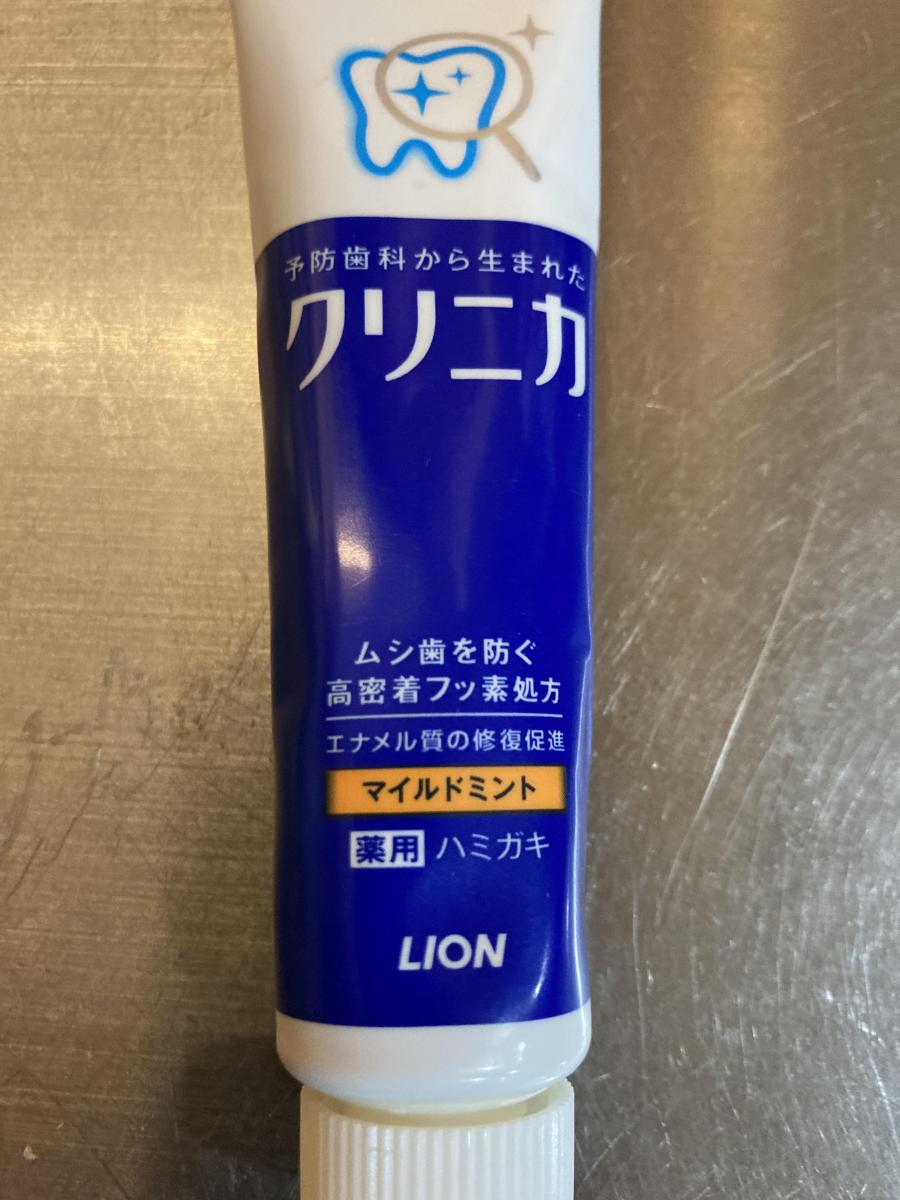 予防歯科から生まれた
クリニカ
ムシ歯を防ぐ
高密着フッ素処方
エナメル質の修復促進
マイルドミント
薬用 ハミガキ
LION